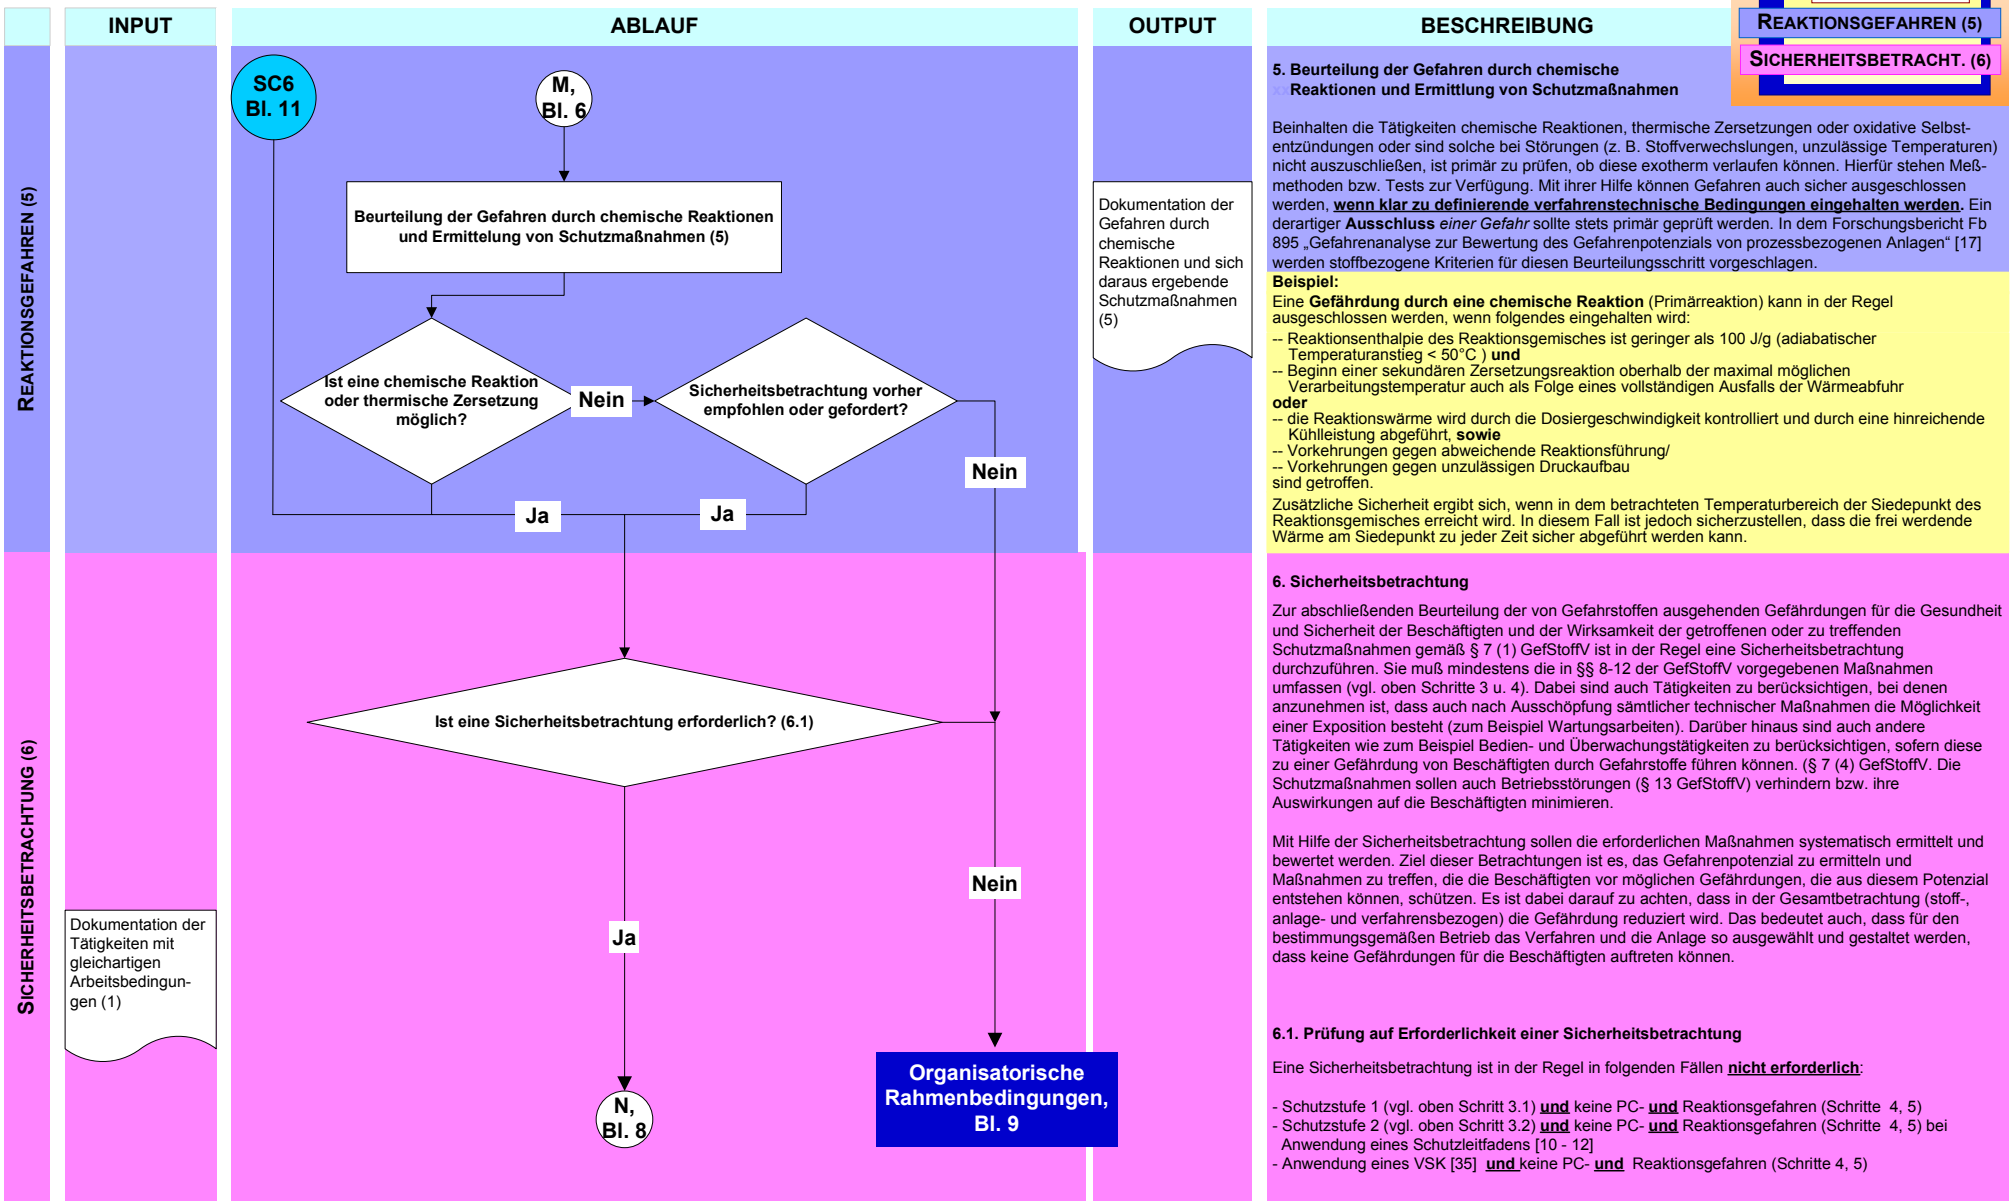 INPUT
ABLAUF
OUTPUT
BESCHREIBUNG
REAKTIONSGEFAHREN (5)
SICHERHEITSBETRACHT. (6)
REAKTIONSGEFAHREN (5)
SC6
Bl. 11
M,
Bl. 6
Beurteilung der Gefahren durch chemische Reaktionen
und Ermittelung von Schutzmaßnahmen (5)
Ist eine chemische Reaktion
oder thermische Zersetzung
möglich?
Nein
Sicherheitsbetrachtung vorher
empfohlen oder gefordert?
Nein
Ja
Ja
Dokumentation der
Gefahren durch
chemische
Reaktionen und sich
daraus ergebende
Schutzmaßnahmen
(5)
5. Beurteilung der Gefahren durch chemische
xxReaktionen und Ermittlung von Schutzmaßnahmen
Beinhalten die Tätigkeiten chemische Reaktionen, thermische Zersetzungen oder oxidative Selbst-
entzündungen oder sind solche bei Störungen (z. B. Stoffverwechslungen, unzulässige Temperaturen)
nicht auszuschließen, ist primär zu prüfen, ob diese exotherm verlaufen können. Hierfür stehen Meß-
methoden bzw. Tests zur Verfügung. Mit ihrer Hilfe können Gefahren auch sicher ausgeschlossen
werden, wenn klar zu definierende verfahrenstechnische Bedingungen eingehalten werden. Ein
derartiger Ausschluss einer Gefahr sollte stets primär geprüft werden. In dem Forschungsbericht Fb
895 „Gefahrenanalyse zur Bewertung des Gefahrenpotenzials von prozessbezogenen Anlagen“ [17]
werden stoffbezogene Kriterien für diesen Beurteilungsschritt vorgeschlagen.
Beispiel:
Eine Gefährdung durch eine chemische Reaktion (Primärreaktion) kann in der Regel
ausgeschlossen werden, wenn folgendes eingehalten wird:
-- Reaktionsenthalpie des Reaktionsgemisches ist geringer als 100 J/g (adiabatischer
Temperaturanstieg < 50°C ) und
-- Beginn einer sekundären Zersetzungsreaktion oberhalb der maximal möglichen
Verarbeitungstemperatur auch als Folge eines vollständigen Ausfalls der Wärmeabfuhr
oder
-- die Reaktionswärme wird durch die Dosiergeschwindigkeit kontrolliert und durch eine hinreichende
Kühlleistung abgeführt, sowie
-- Vorkehrungen gegen abweichende Reaktionsführung/
-- Vorkehrungen gegen unzulässigen Druckaufbau
sind getroffen.
Zusätzliche Sicherheit ergibt sich, wenn in dem betrachteten Temperaturbereich der Siedepunkt des
Reaktionsgemisches erreicht wird. In diesem Fall ist jedoch sicherzustellen, dass die frei werdende
Wärme am Siedepunkt zu jeder Zeit sicher abgeführt werden kann.
SICHERHEITSBETRACHTUNG (6)
Dokumentation der
Tätigkeiten mit
gleichartigen
Arbeitsbedingun-
gen (1)
Ist eine Sicherheitsbetrachtung erforderlich? (6.1)
Nein
Ja
N,
Bl. 8
Organisatorische
Rahmenbedingungen,
Bl. 9
6. Sicherheitsbetrachtung
Zur abschließenden Beurteilung der von Gefahrstoffen ausgehenden Gefährdungen für die Gesundheit
und Sicherheit der Beschäftigten und der Wirksamkeit der getroffenen oder zu treffenden
Schutzmaßnahmen gemäß § 7 (1) GefStoffV ist in der Regel eine Sicherheitsbetrachtung
durchzuführen. Sie muß mindestens die in §§ 8-12 der GefStoffV vorgegebenen Maßnahmen
umfassen (vgl. oben Schritte 3 u. 4). Dabei sind auch Tätigkeiten zu berücksichtigen, bei denen
anzunehmen ist, dass auch nach Ausschöpfung sämtlicher technischer Maßnahmen die Möglichkeit
einer Exposition besteht (zum Beispiel Wartungsarbeiten). Darüber hinaus sind auch andere
Tätigkeiten wie zum Beispiel Bedien- und Überwachungstätigkeiten zu berücksichtigen, sofern diese
zu einer Gefährdung von Beschäftigten durch Gefahrstoffe führen können. (§ 7 (4) GefStoffV. Die
Schutzmaßnahmen sollen auch Betriebsstörungen (§ 13 GefStoffV) verhindern bzw. ihre
Auswirkungen auf die Beschäftigten minimieren.
Mit Hilfe der Sicherheitsbetrachtung sollen die erforderlichen Maßnahmen systematisch ermittelt und
bewertet werden. Ziel dieser Betrachtungen ist es, das Gefahrenpotenzial zu ermitteln und
Maßnahmen zu treffen, die die Beschäftigten vor möglichen Gefährdungen, die aus diesem Potenzial
entstehen können, schützen. Es ist dabei darauf zu achten, dass in der Gesamtbetrachtung (stoff-,
anlage- und verfahrensbezogen) die Gefährdung reduziert wird. Das bedeutet auch, dass für den
bestimmungsgemäßen Betrieb das Verfahren und die Anlage so ausgewählt und gestaltet werden,
dass keine Gefährdungen für die Beschäftigten auftreten können.
6.1. Prüfung auf Erforderlichkeit einer Sicherheitsbetrachtung
Eine Sicherheitsbetrachtung ist in der Regel in folgenden Fällen nicht erforderlich:
- Schutzstufe 1 (vgl. oben Schritt 3.1) und keine PC- und Reaktionsgefahren (Schritte 4, 5)
- Schutzstufe 2 (vgl. oben Schritt 3.2) und keine PC- und Reaktionsgefahren (Schritte 4, 5) bei
Anwendung eines Schutzleitfadens [10 - 12]
- Anwendung eines VSK [35] und keine PC- und Reaktionsgefahren (Schritte 4, 5)